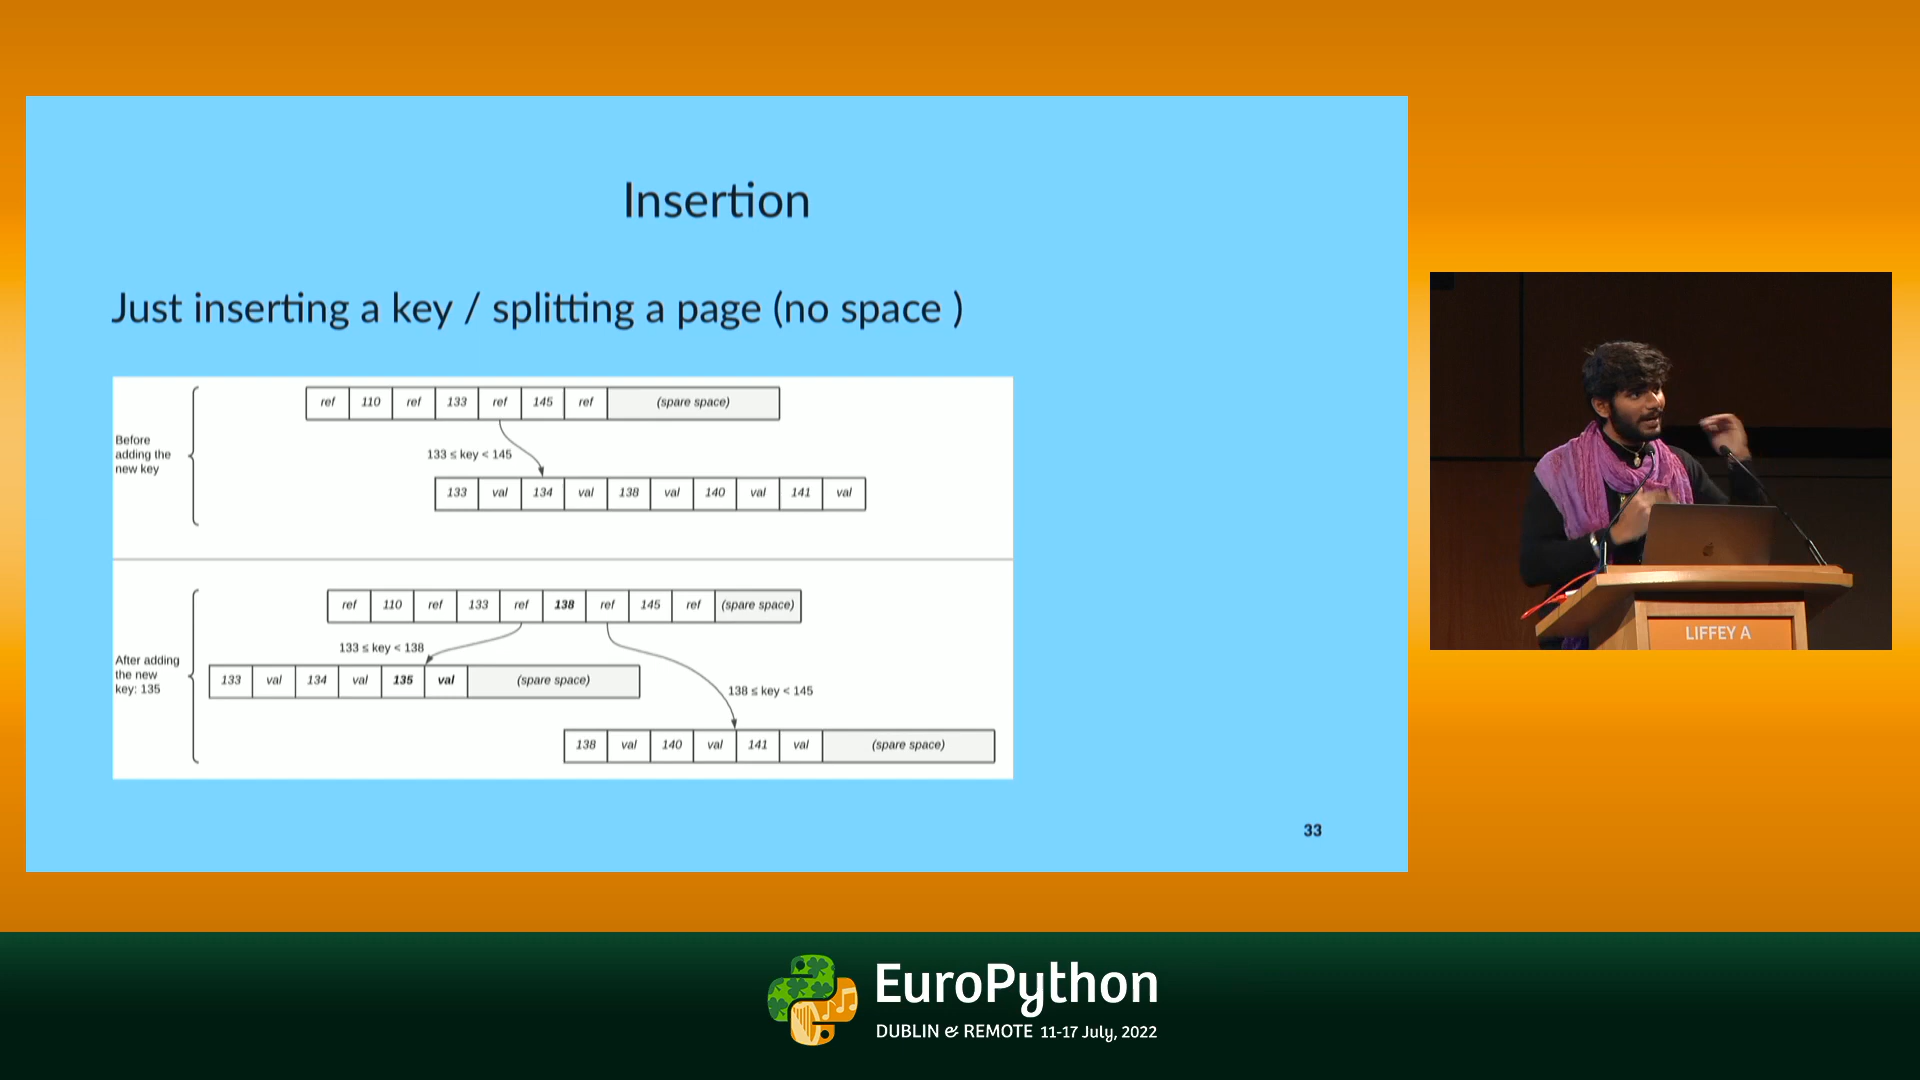 Insertion
Just inserting a key / splitting a page (no space )
ref 110 ref 133 ref 145 ref (spare space)
Before
adding the
new key
133 ≤ key < 145
133 val 134 val 138 val 140 val 141 val
ref 110 ref 133 ref 138 ref 145 ref (spare space)
133 ≤ key < 138
After adding
the new
key: 135
133 val 134 val 135 val (spare space)
138 ≤ key < 145
138 val 140 val 141 val (spare space)
33
LIFFEY A
EuroPython
DUBLIN & REMOTE 11-17 July, 2022